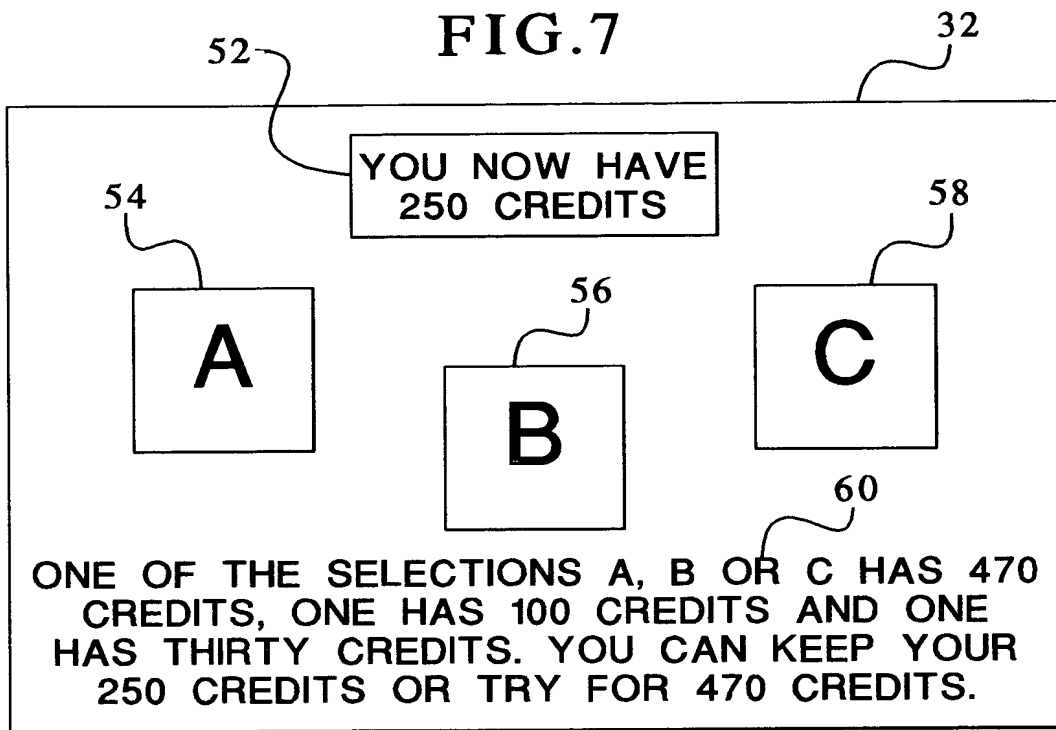 FIG.7
52
32
YOU NOW HAVE
250 CREDITS
54
58
56
A
B
C
60
ONE OF THE SELECTIONS A, B OR C HAS 470
CREDITS, ONE HAS 100 CREDITS AND ONE
HAS THIRTY CREDITS. YOU CAN KEEP YOUR
250 CREDITS OR TRY FOR 470 CREDITS.